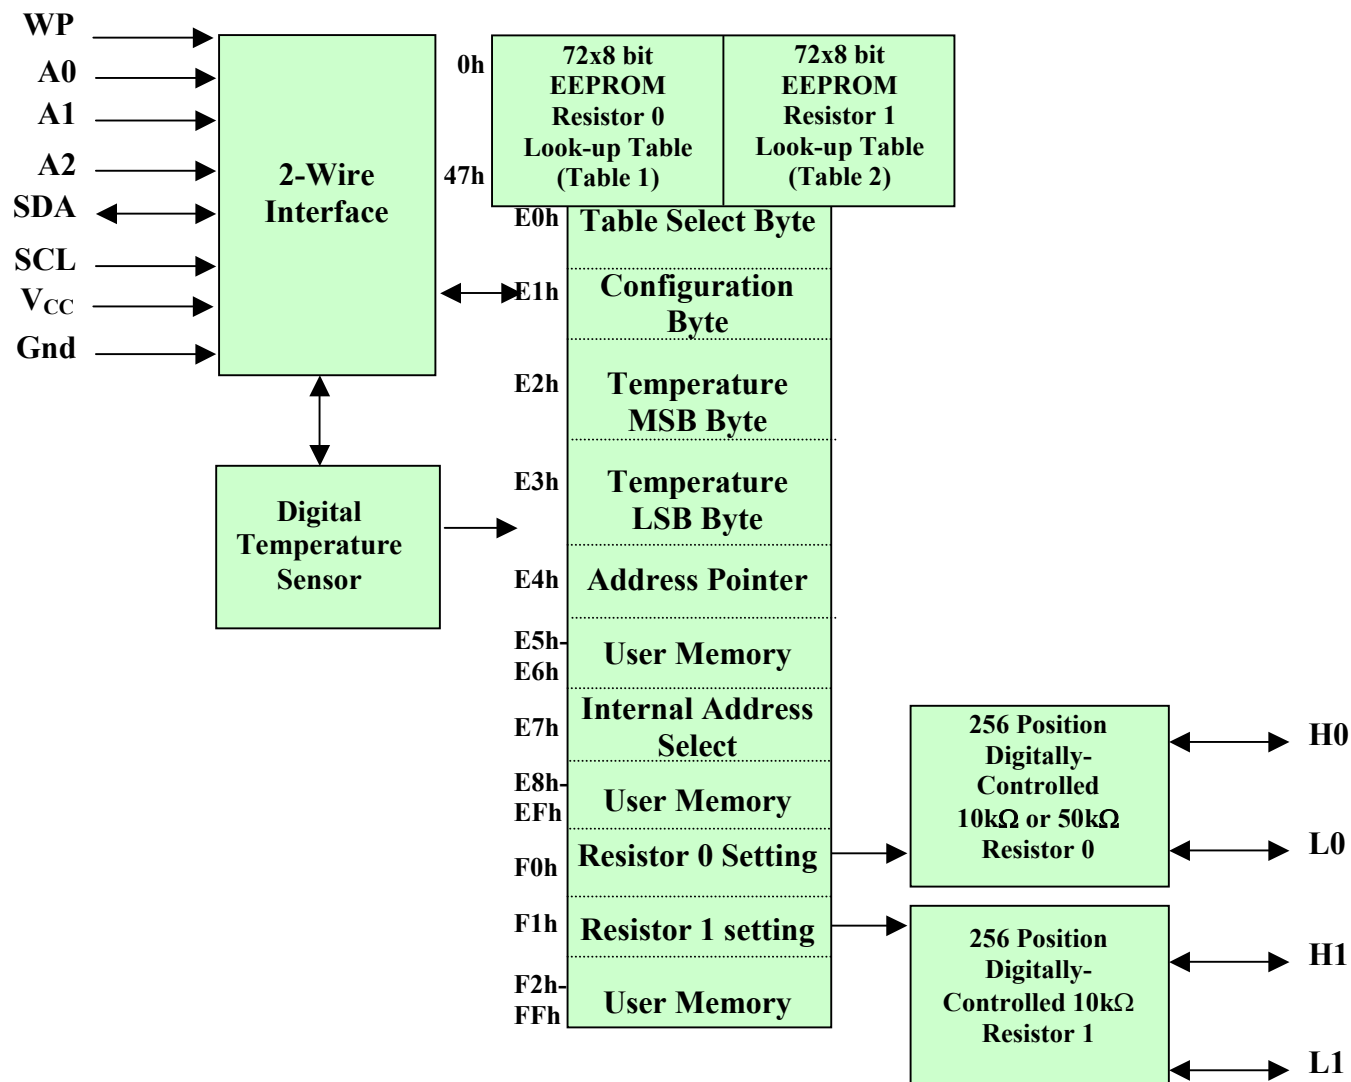 WP
A0
A1
A2
SDA
SCL
VCC
Gnd
2-Wire
Interface
Digital
Temperature
Sensor
0h
47h
72x8 bit
EEPROM
Resistor 0
Look-up Table
(Table 1)
72x8 bit
EEPROM
Resistor 1
Look-up Table
(Table 2)
E0h
Table Select Byte
E1h
Configuration
Byte
E2h
Temperature
MSB Byte
E3h
Temperature
LSB Byte
E4h
Address Pointer
E5h-
E6h
User Memory
E7h
Internal Address
Select
E8h-
EFh
User Memory
F0h
Resistor 0 Setting
F1h
Resistor 1 setting
F2h-
FFh
User Memory
256 Position
Digitally-
Controlled
10kΩ or 50kΩ
Resistor 0
H0
L0
256 Position
Digitally-
Controlled 10kΩ
Resistor 1
H1
L1